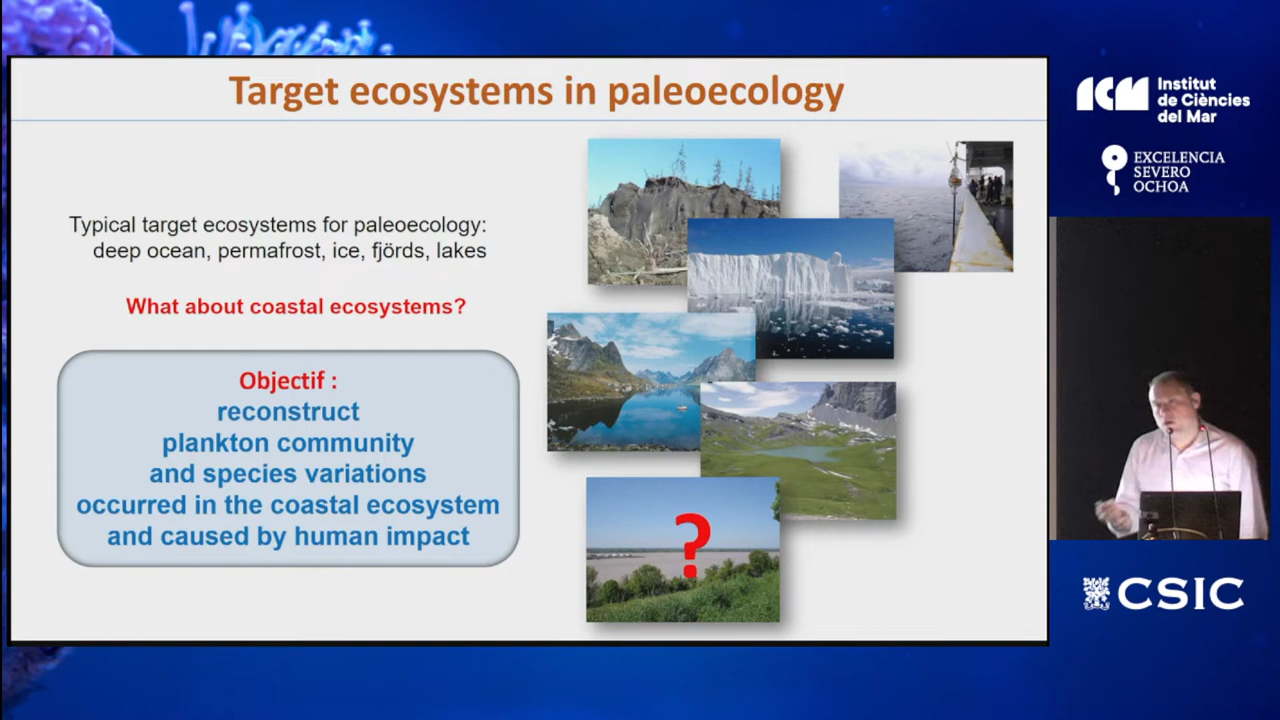 Target ecosystems in paleoecology
Typical target ecosystems for paleoecology:
deep ocean, permafrost, ice, fjörds, lakes
What about coastal ecosystems?
Objectif :
reconstruct
plankton community
and species variations
occurred in the coastal ecosystem
and caused by human impact
?
ICM
Institut
de Ciències
del Mar
EXCELENCIA
SEVERO
OCHOA
CSIC